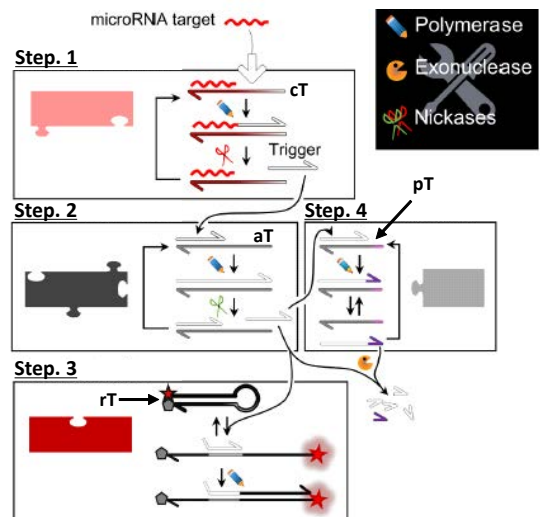 microRNA target
Polymerase
Exonuclease
Nickases
Step. 1
cT
Trigger
Step. 2
aT
Step. 4
pT
Step. 3
rT